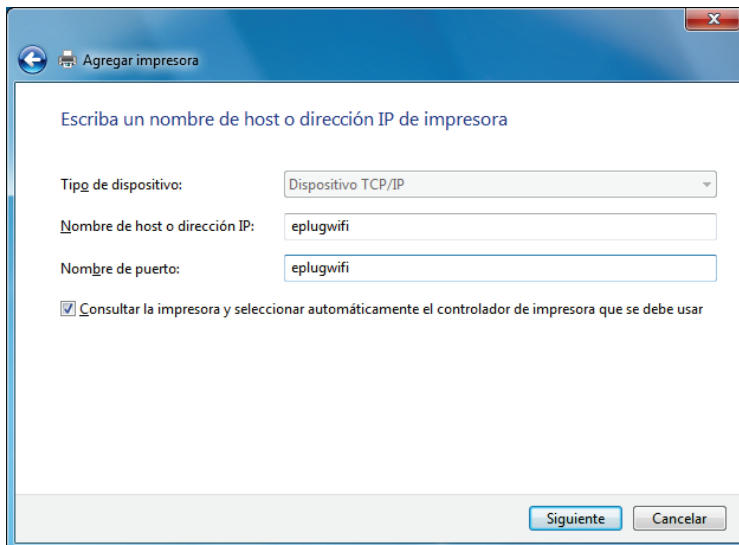 Agregar impresora
Escriba un nombre de host o dirección IP de impresora
Tipo de dispositivo: Dispositivo TCP/IP
Nombre de host o dirección IP: eplugwifi
Nombre de puerto: eplugwifi
Consultar la impresora y seleccionar automáticamente el controlador de impresora que se debe usar
Siguiente Cancelar